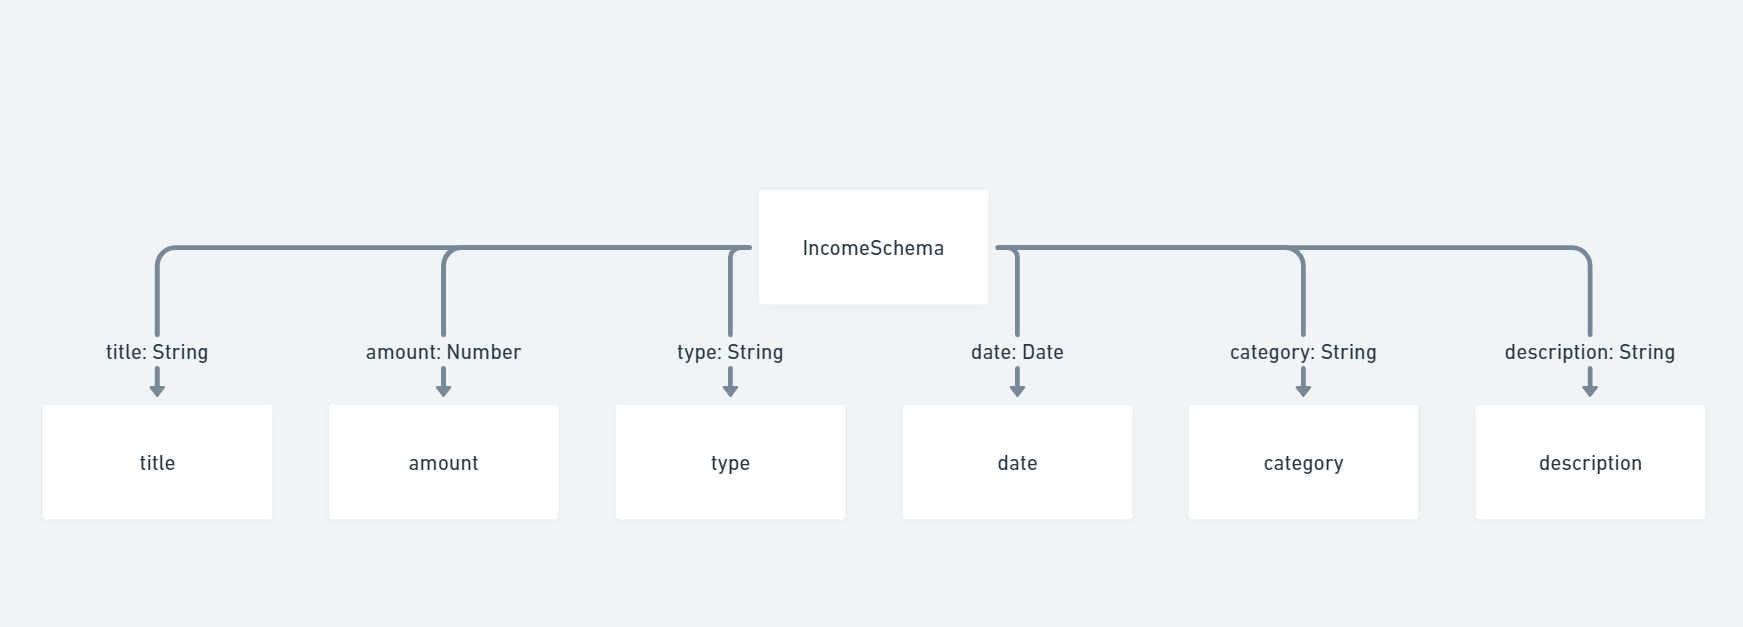 IncomeSchema
title: String
amount: Number
type: String
date: Date
category: String
description: String
title
amount
type
date
category
description